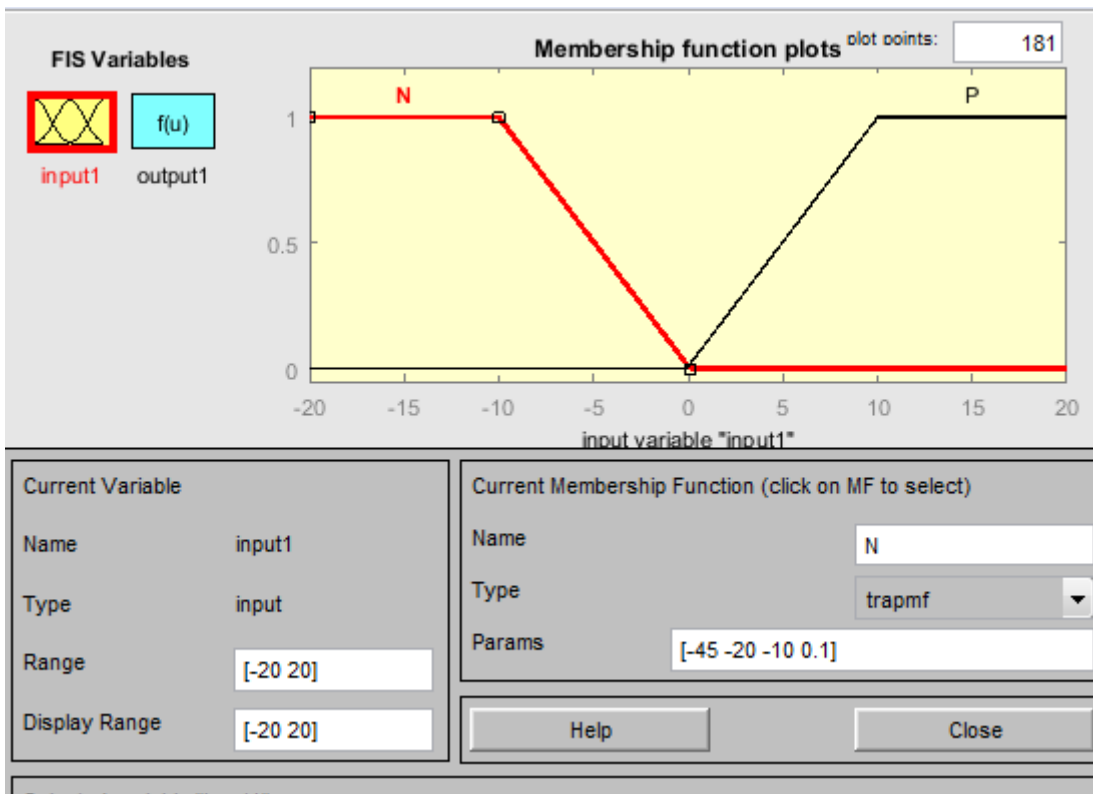 FIS Variables
f(u)
input1 output1
Membership function plots plot points: 181
N P
1
0.5
0
-20 -15 -10 -5 0 5 10 15 20
input variable "input1"
Current Variable
Name input1
Type input
Range [-20 20]
Display Range [-20 20]
Current Membership Function (click on MF to select)
Name N
Type trapmf
Params [-45 -20 -10 0.1]
Help Close